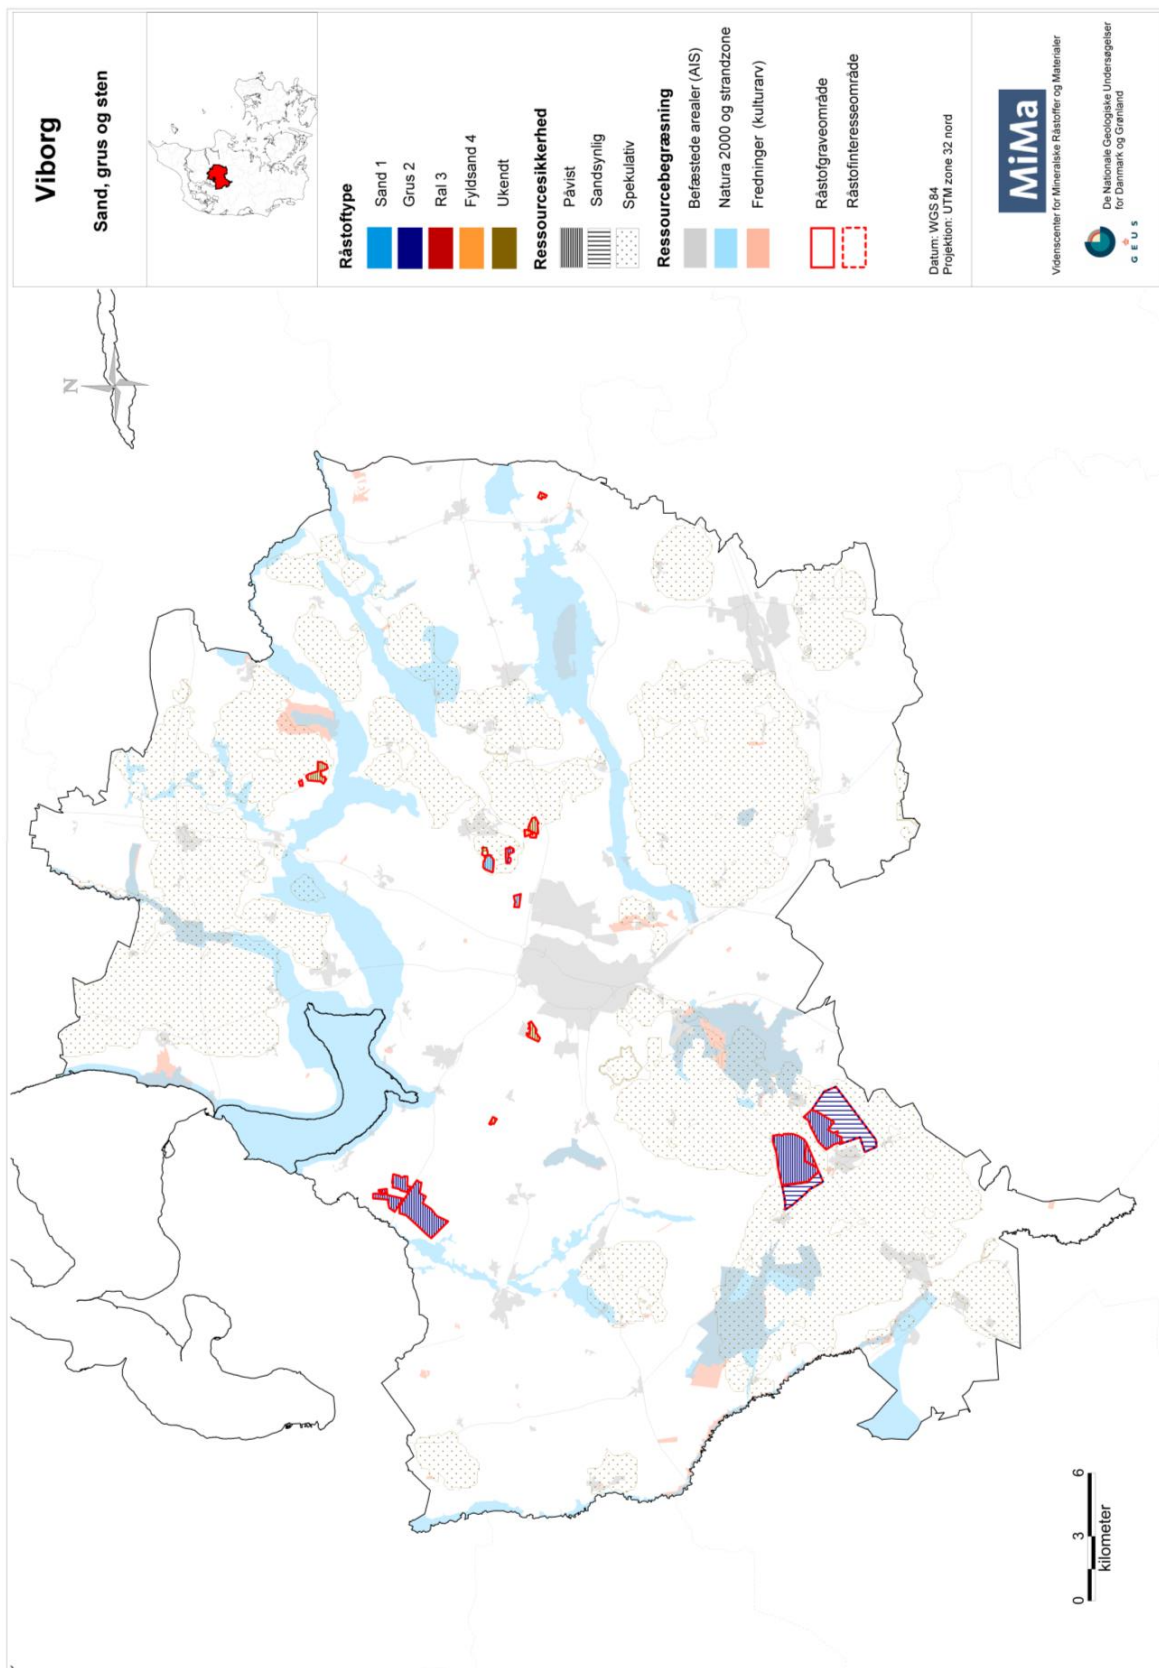 Viborg
Sand, grus og sten
Råstoftype
Sand 1
Grus 2
Ral 3
Fyldsand 4
Ukendt
Ressourcesikkerhed
Påvist
Sandsynlig
Spekulativ
Ressourcebegræsning
Befæstede arealer (AIS)
Natura 2000 og strandzone
Fredninger (kulturarv)
Råstofgraveområde
Råstofinteresseområde
Datum: WGS 84
Projektion: UTM zone 32 nord
MiMa
Videnscenter for Mineralske Råstoffer og Materialer
GEUS
De Nationale Geologiske Undersøgelser
for Danmark og Grønland
N
0 3 6
kilometer